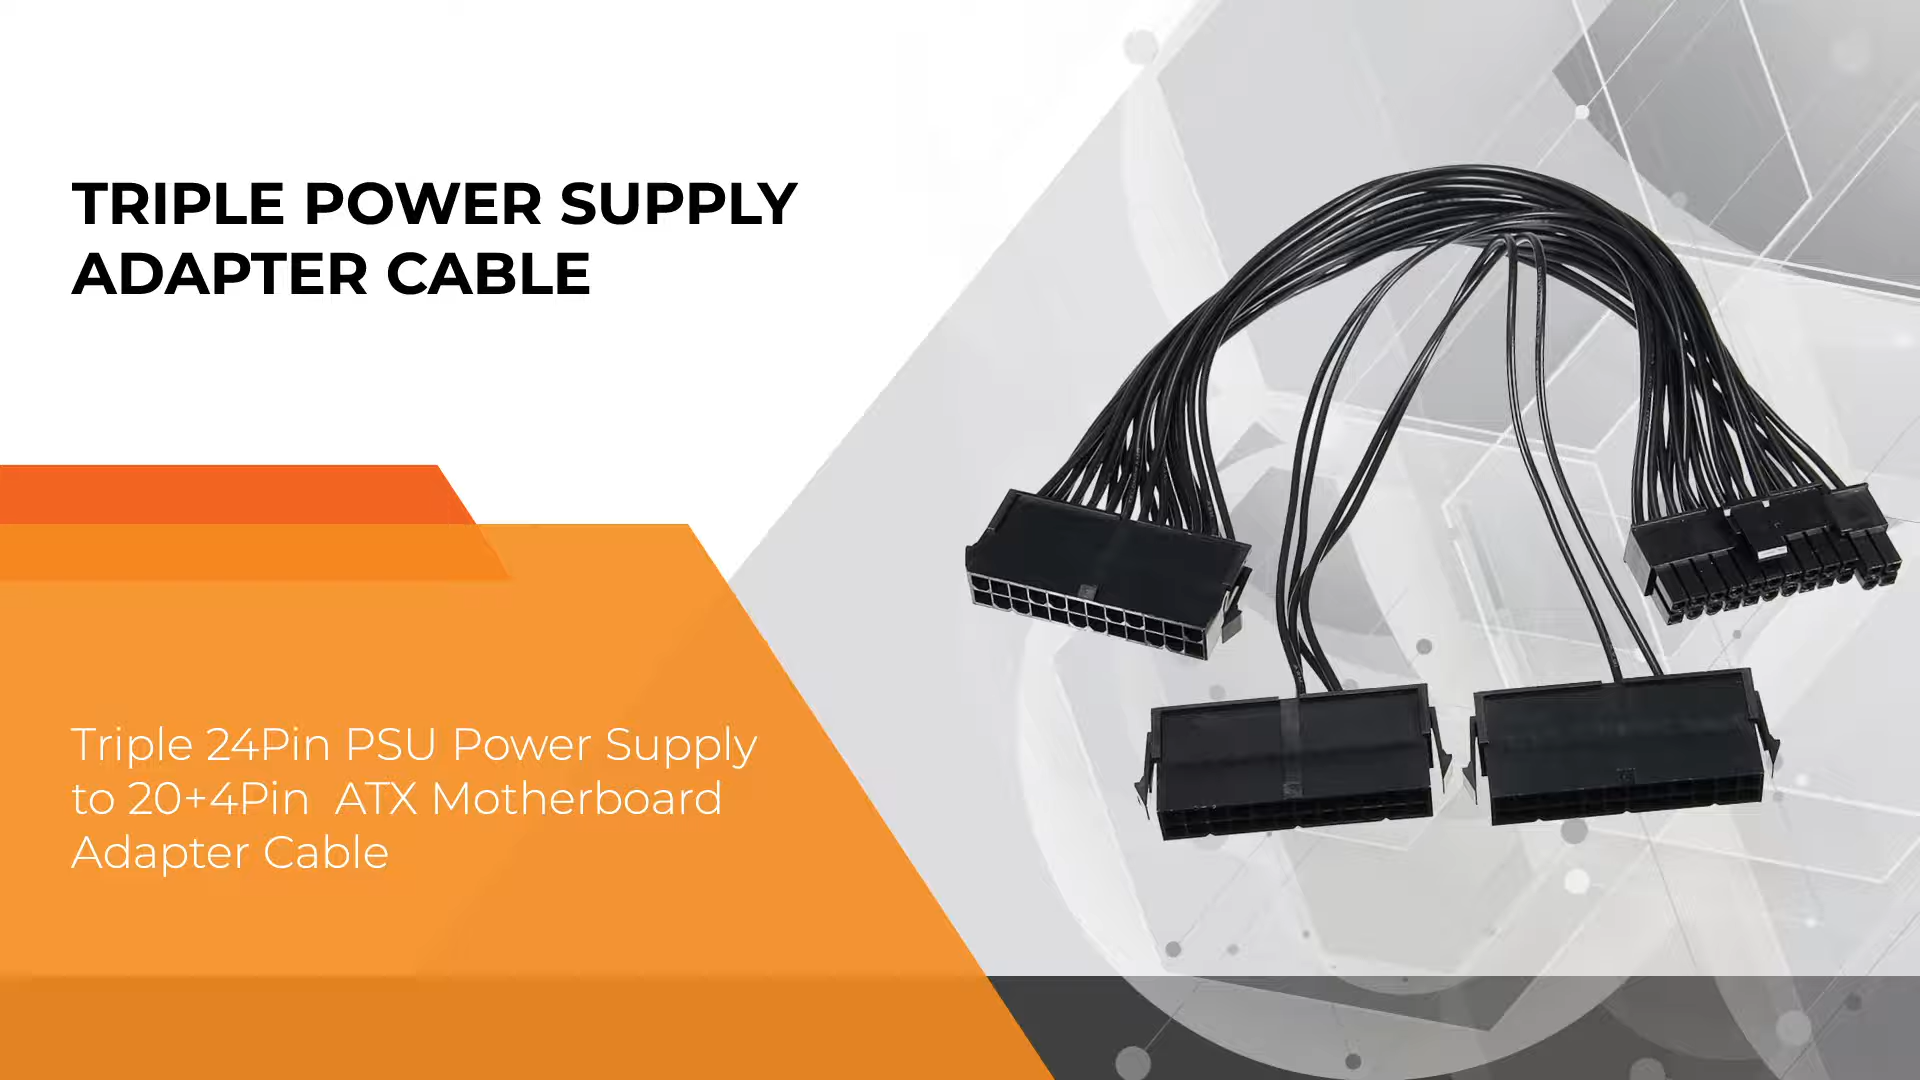 TRIPLE POWER SUPPLY
ADAPTER CABLE
Triple 24Pin PSU Power Supply
to 20+4Pin  ATX Motherboard
Adapter Cable